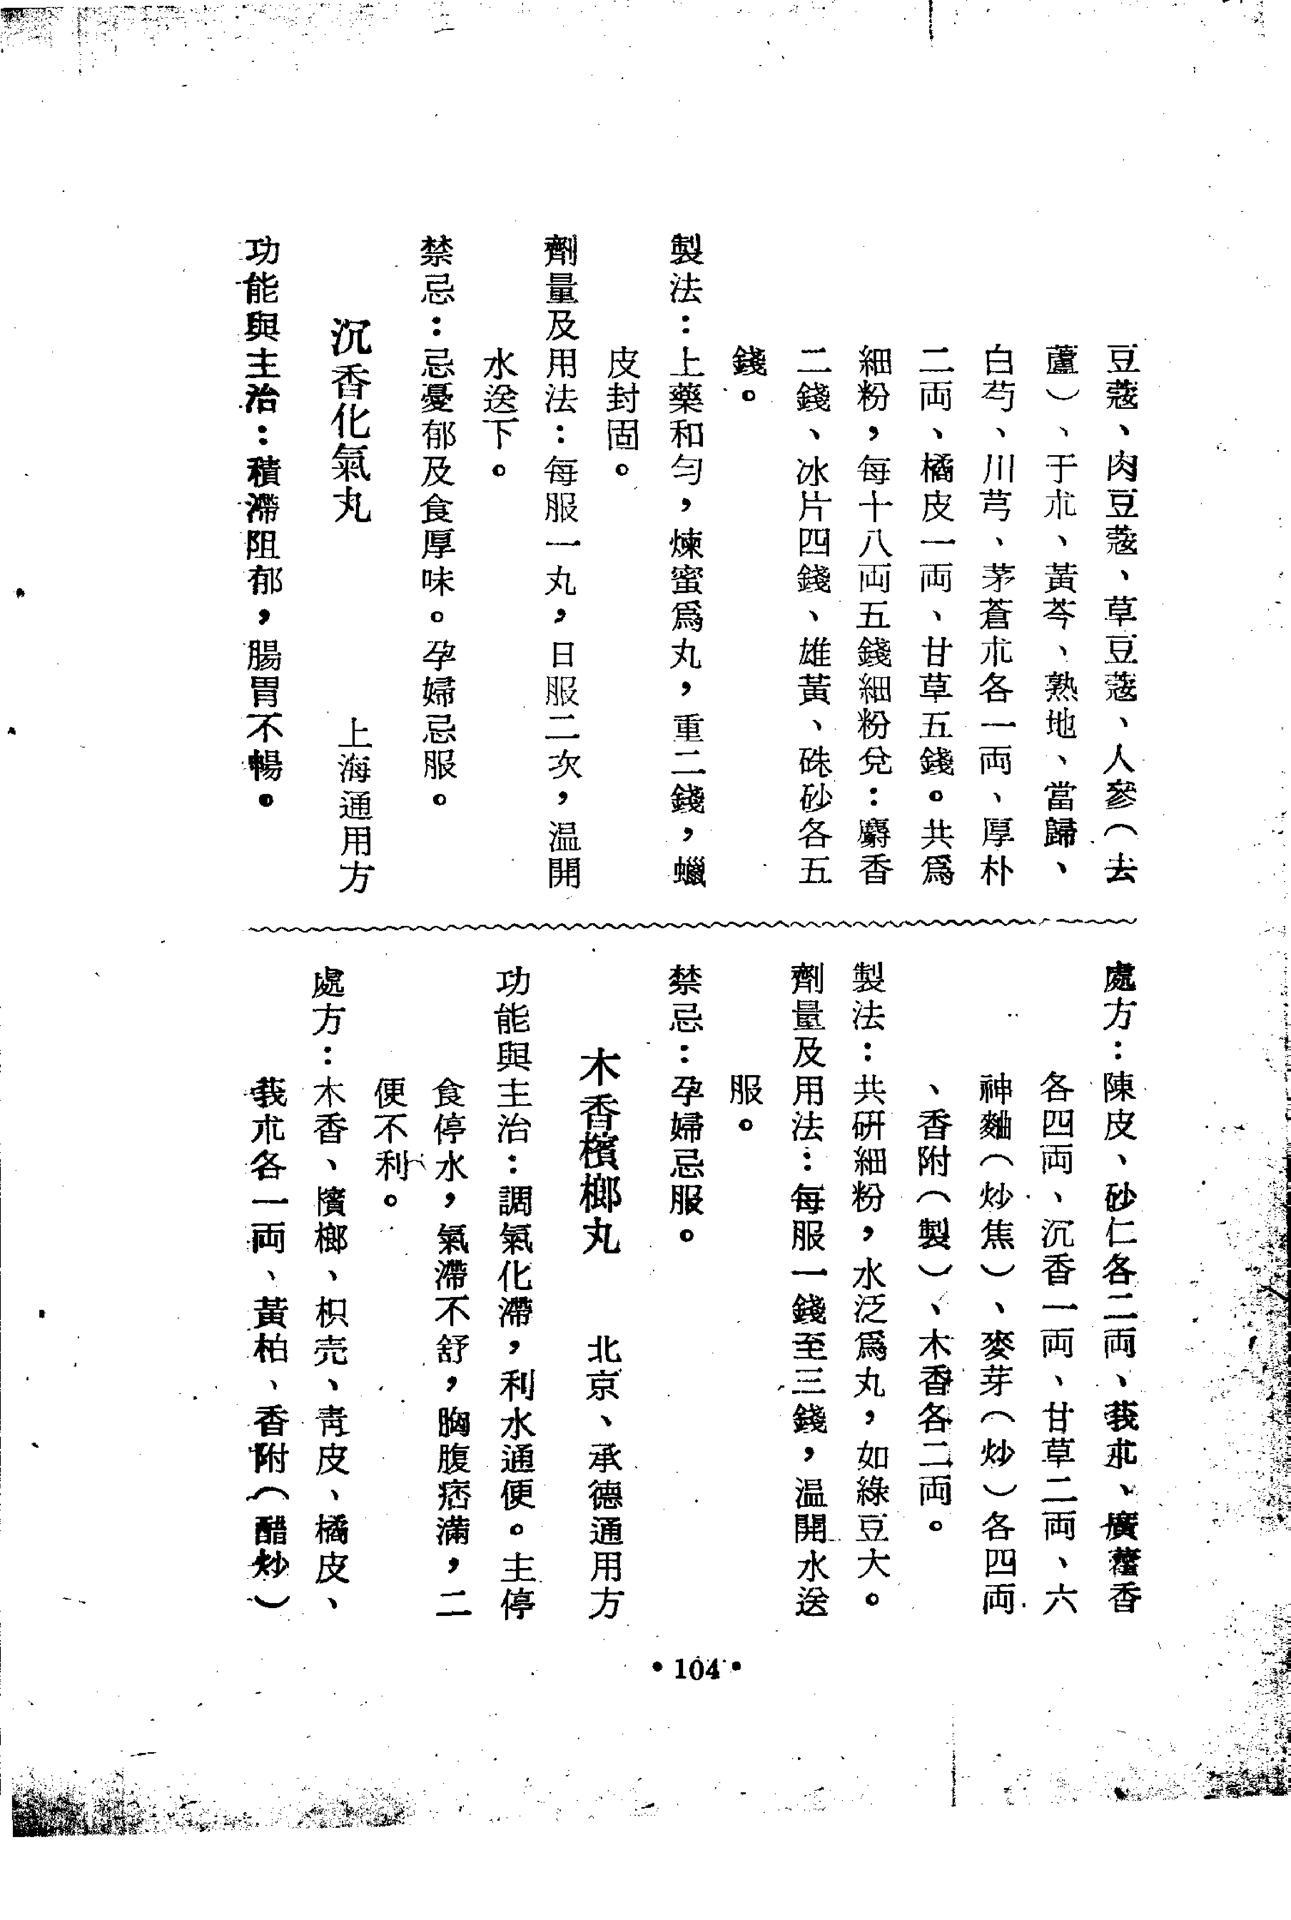 豆蔻、肉豆蔻、草豆蔻、人參（去
蘆）、于朮、黃芩、熟地、當歸、
白芍、川芎、茅蒼朮各一両、厚朴
二両、橘皮一両、甘草五錢。共爲
細粉，每十八両五錢細粉兌：麝香
二錢、冰片四錢、雄黃、硃砂各五
錢。
製法：上藥和勻，煉蜜爲丸，重二錢，蠟
皮封固。
劑量及用法：每服一丸，日服二次，溫開
水送下。
禁忌：忌憂郁及食厚味。孕婦忌服。
沉香化氣丸　上海通用方
功能與主治：積滯阻郁，腸胃不暢。
處方：陳皮、砂仁各二両、莪朮、廣藿香
各四両、沉香一両、甘草二両、六
神麯（炒焦）、麥芽（炒）各四両
、香附（製）、木香各二両。
製法：共研細粉，水泛爲丸，如綠豆大。
劑量及用法：每服一錢至三錢，溫開水送
服。
禁忌：孕婦忌服。
木香檳榔丸　北京、承德通用方
功能與主治：調氣化滯，利水通便。主停
食停水，氣滯不舒，胸腹痞滿，二
便不利。
處方：木香、檳榔、枳壳、靑皮、橘皮、
莪朮各一両、黃柏、香附（醋炒）
•104•